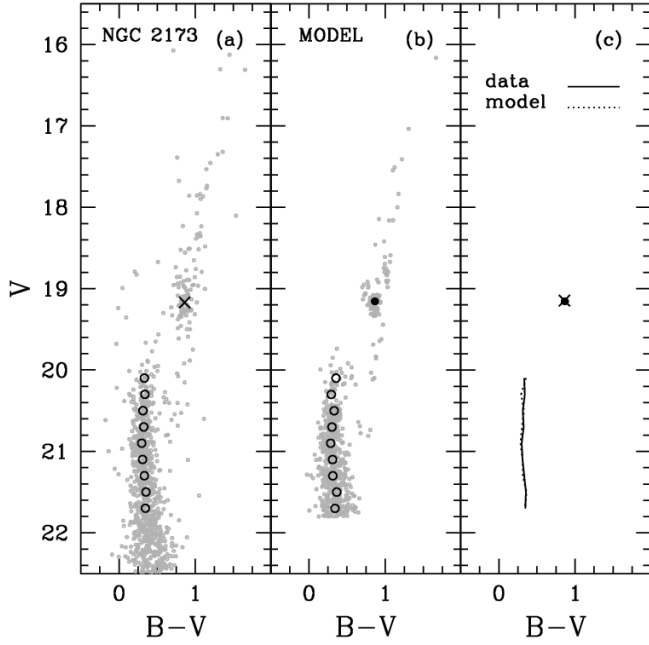 NGC 2173 (a)
MODEL (b)
(c)
data
model
16
17
18
19
20
21
22
V
0 1
0 1
0 1
B−V
B−V
B−V